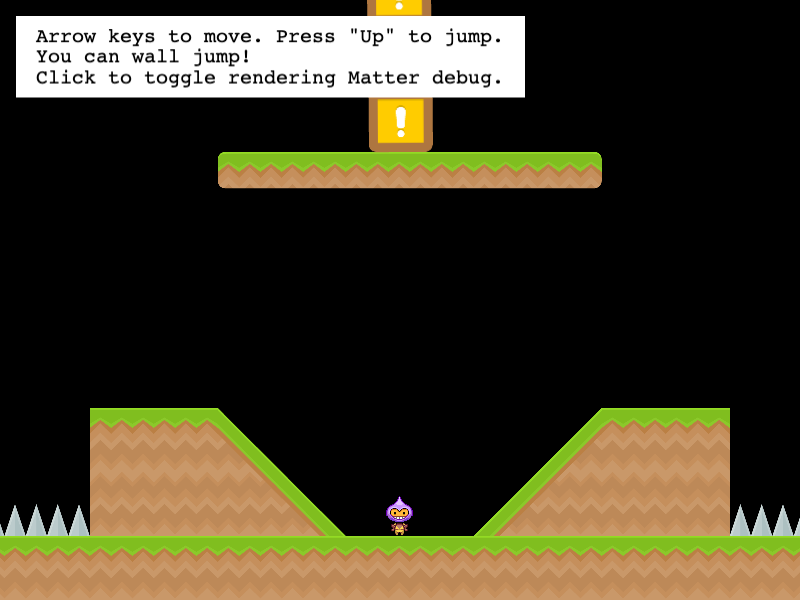 Arrow keys to move. Press "Up" to jump.
You can wall jump!
Click to toggle rendering Matter debug.
!